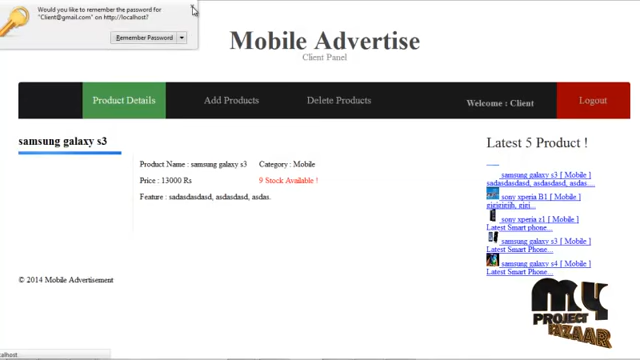 Would you like to remember the password for
"Client@gmail.com" on http://localhost?
Remember Password
Mobile Advertise
Client Panel
Product Details
Add Products
Delete Products
Welcome : Client
Logout
samsung galaxy s3
Product Name : samsung galaxy s3
Category : Mobile
Price : 13000 Rs
9 Stock Available !
Feature : sadasdasdasd, asdasdasd, asdas.
Latest 5 Product !
samsung galaxy s3 [ Mobile ]
sadasdasdasd, asdasdasd, asdas....
sony xperia B1 [ Mobile ]
sony xperia z1 [ Mobile ]
Latest Smart phone...
samsung galaxy s3 [ Mobile ]
Latest Smart Phone...
samsung galaxy s4 [ Mobile ]
Latest Smart Phone...
© 2014 Mobile Advertisement
my
PROJECT
BAZAAR
lhost